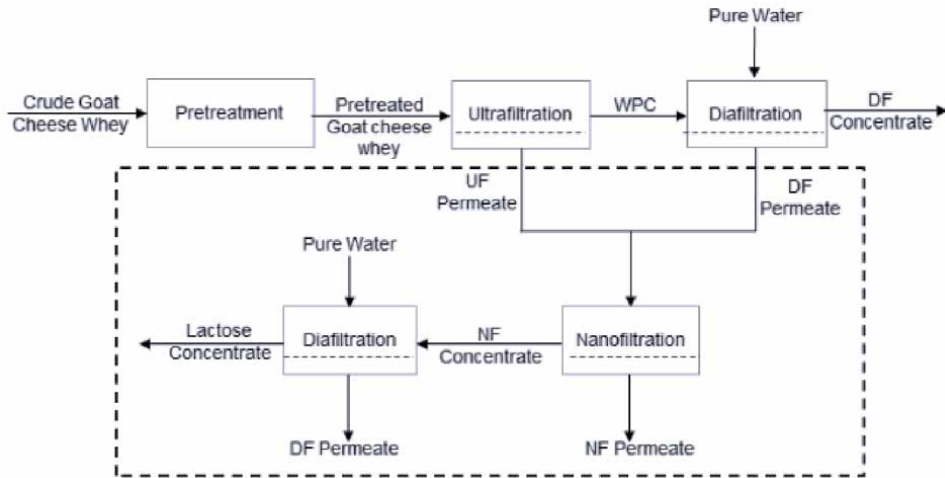 Pure Water
Crude Goat
Cheese Whey
Pretreatment
Pretreated
Goat cheese
whey
Ultrafiltration
WPC
Diafiltration
DF
Concentrate
UF
Permeate
DF
Permeate
Pure Water
Lactose
Concentrate
Diafiltration
NF
Concentrate
Nanofiltration
DF Permeate
NF Permeate